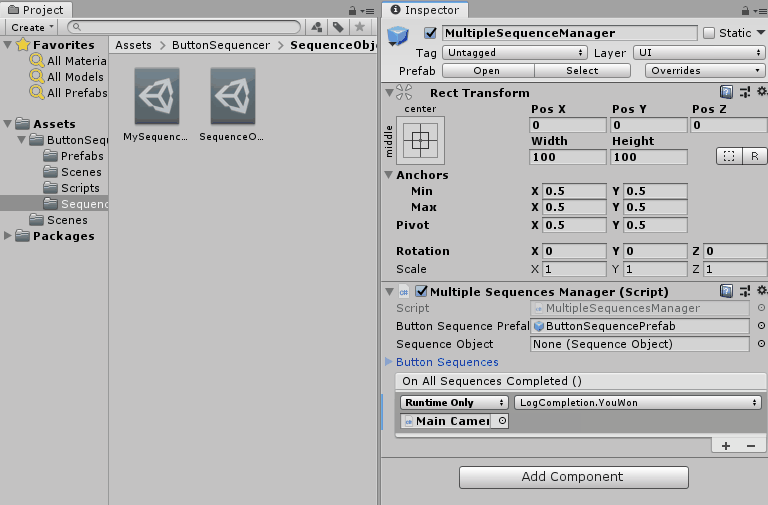 Project
Create
Favorites
All Materia
All Models
All Prefabs
Assets
ButtonSequ
Prefabs
Scenes
Scripts
Sequenc
Scenes
Packages
Assets > ButtonSequencer > SequenceObje
MySequenc...
SequenceO...
Inspector
MultipleSequenceManager Static
Tag Untagged Layer UI
Prefab Open Select Overrides
Rect Transform
center
middle
Pos X Pos Y Pos Z
0 0 0
Width Height
100 100 R
Anchors
Min X 0.5 Y 0.5
Max X 0.5 Y 0.5
Pivot X 0.5 Y 0.5
Rotation X 0 Y 0 Z 0
Scale X 1 Y 1 Z 1
Multiple Sequences Manager (Script)
Script MultipleSequencesManager
Button Sequence Prefal ButtonSequencePrefab
Sequence Object None (Sequence Object)
Button Sequences
On All Sequences Completed ()
Runtime Only LogCompletion.YouWon
Main Camer
+ −
Add Component